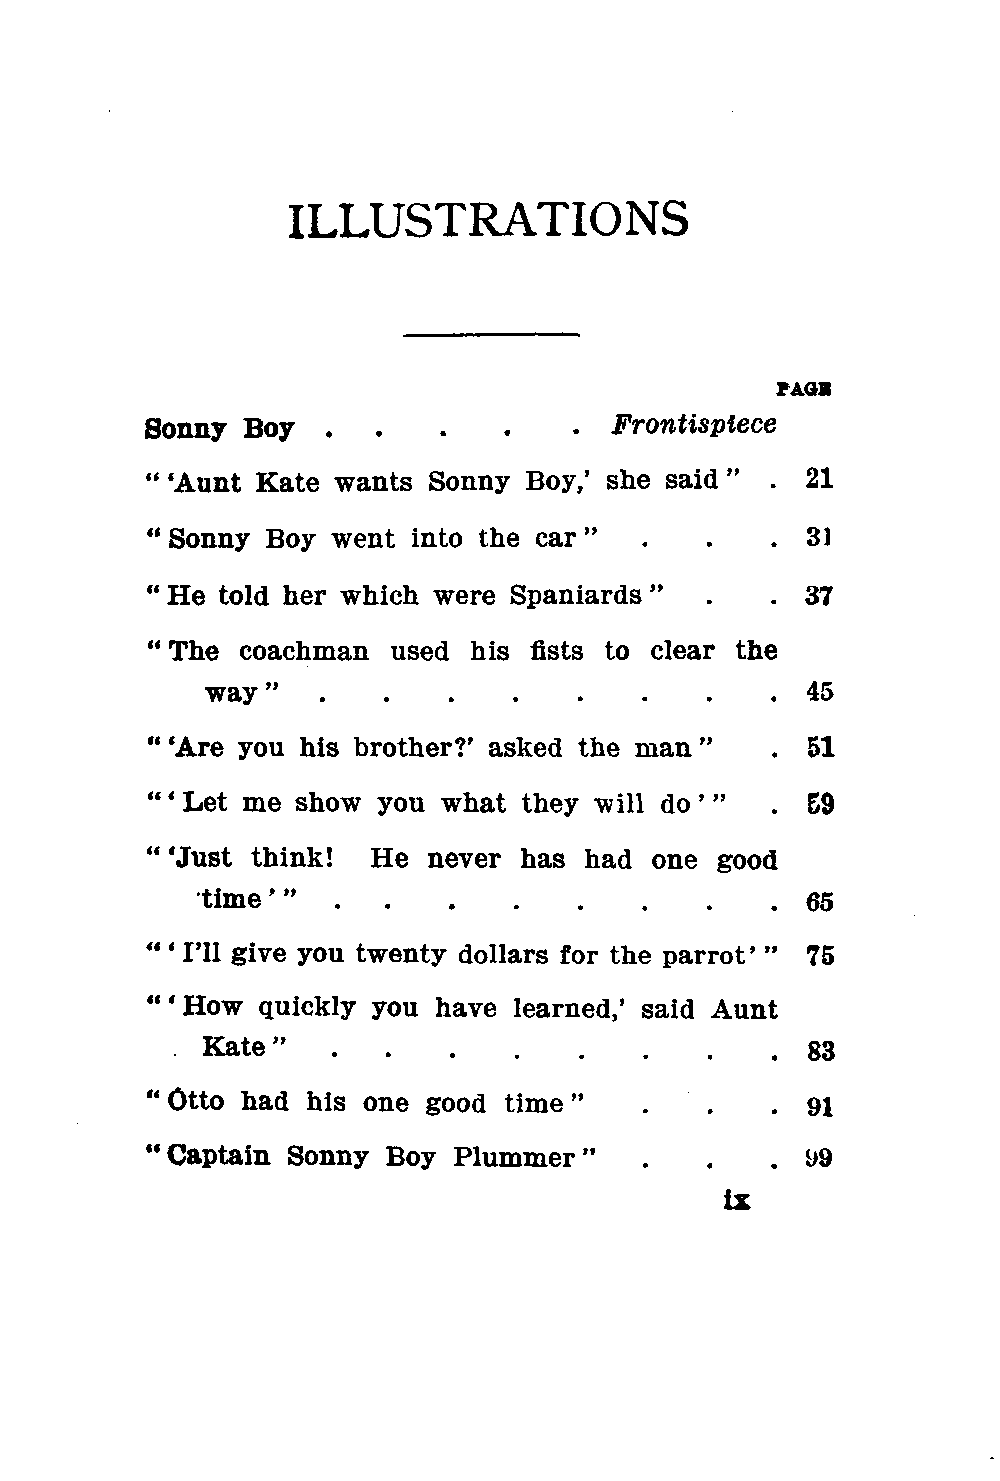 ILLUSTRATIONS
PAGE
Sonny Boy . . . . . Frontispiece
"'Aunt Kate wants Sonny Boy,' she said" . 21
"Sonny Boy went into the car" . . . 31
"He told her which were Spaniards" . . 37
"The coachman used his fists to clear the
way" . . . . . . . . 45
"'Are you his brother?' asked the man" . 51
"'Let me show you what they will do'" . 59
"'Just think! He never has had one good
time'" . . . . . . . . 65
"'I'll give you twenty dollars for the parrot'" 75
"'How quickly you have learned,' said Aunt
Kate" . . . . . . . . 83
"Otto had his one good time" . . . 91
"Captain Sonny Boy Plummer" . . . 99
ix